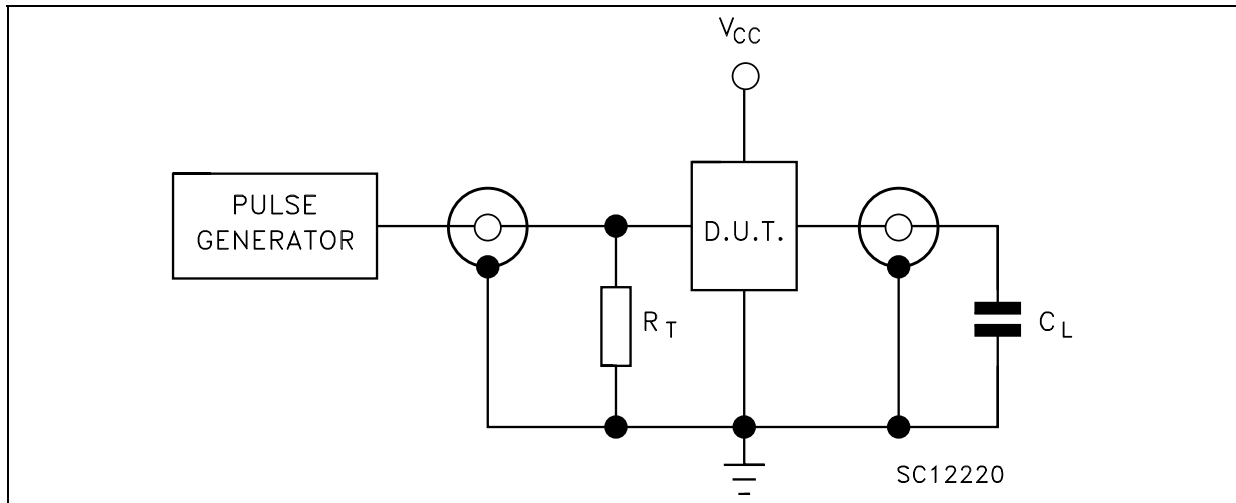 VCC
PULSE
GENERATOR
D.U.T.
RT
CL
SC12220